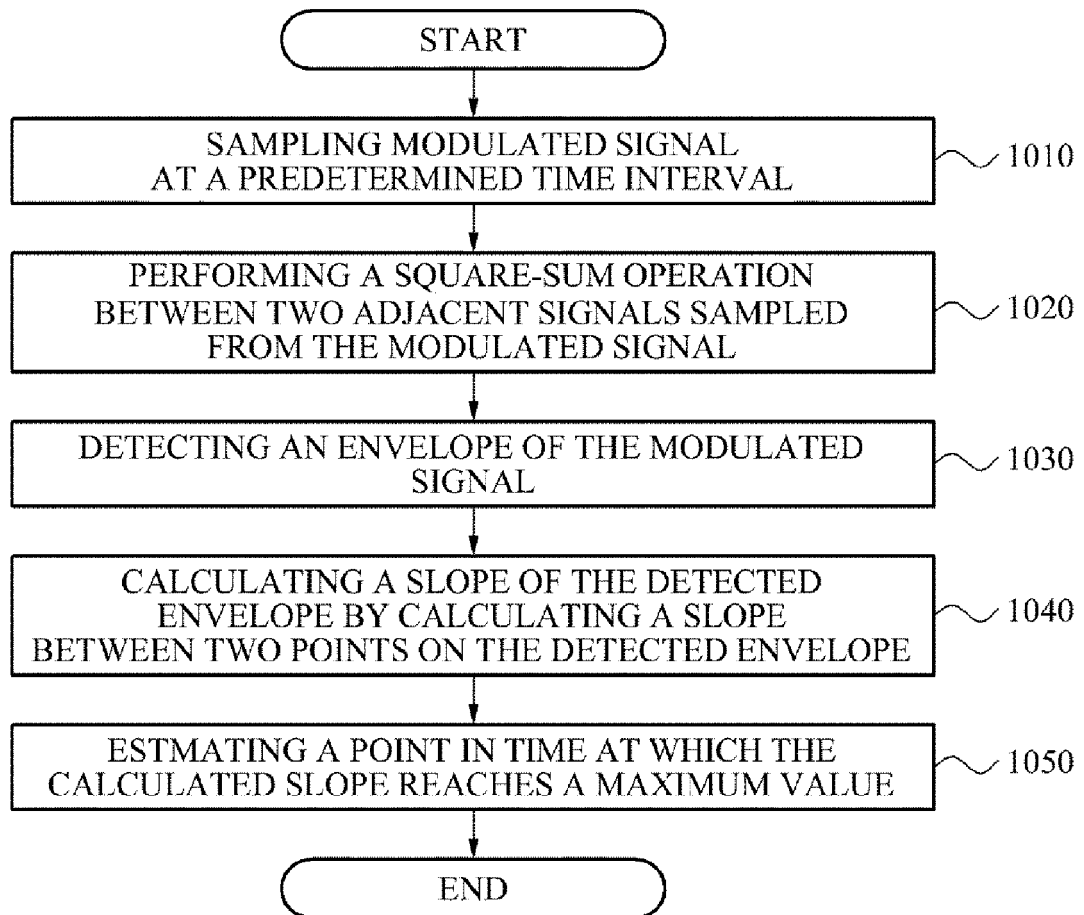 START
SAMPLING MODULATED SIGNAL
AT A PREDETERMINED TIME INTERVAL
1010
PERFORMING A SQUARE-SUM OPERATION
BETWEEN TWO ADJACENT SIGNALS SAMPLED
FROM THE MODULATED SIGNAL
1020
DETECTING AN ENVELOPE OF THE MODULATED
SIGNAL
1030
CALCULATING A SLOPE OF THE DETECTED
ENVELOPE BY CALCULATING A SLOPE
BETWEEN TWO POINTS ON THE DETECTED ENVELOPE
1040
ESTMATING A POINT IN TIME AT WHICH THE
CALCULATED SLOPE REACHES A MAXIMUM VALUE
1050
END